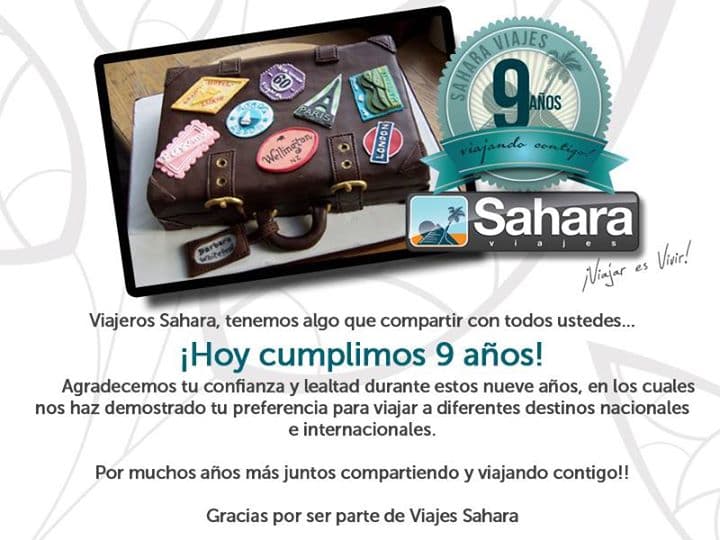 SAHARA VIAJES
9 AÑOS
viajando contigo!
60
PARIS
Wellington
NZ
LONDON
Barbara
Sahara
viajes
¡Viajar es Vivir!
Viajeros Sahara, tenemos algo que compartir con todos ustedes...
¡Hoy cumplimos 9 años!
Agradecemos tu confianza y lealtad durante estos nueve años, en los cuales
nos haz demostrado tu preferencia para viajar a diferentes destinos nacionales
e internacionales.
Por muchos años más juntos compartiendo y viajando contigo!!
Gracias por ser parte de Viajes Sahara